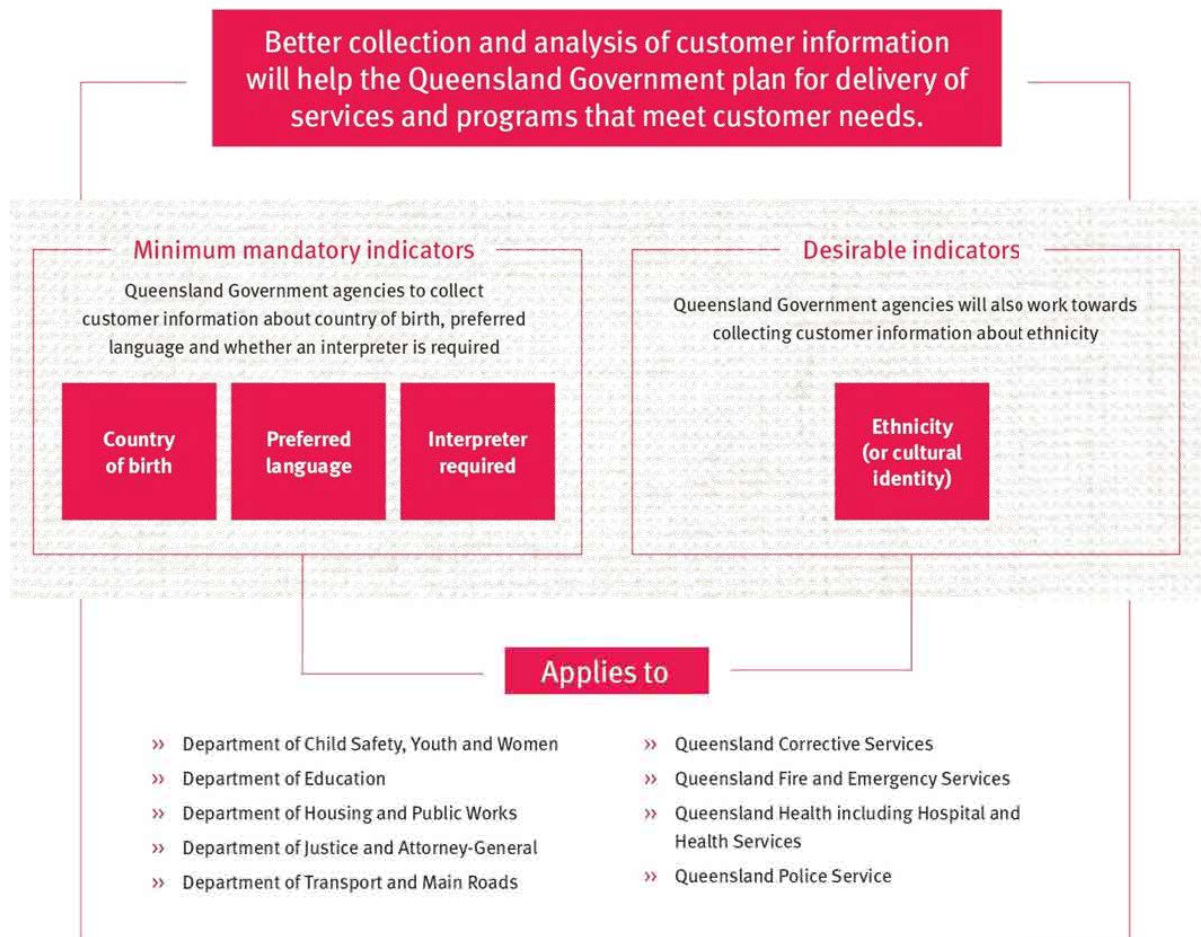 Better collection and analysis of customer information
will help the Queensland Government plan for delivery of
services and programs that meet customer needs.
Minimum mandatory indicators
Queensland Government agencies to collect
customer information about country of birth, preferred
language and whether an interpreter is required
Country
of birth
Preferred
language
Interpreter
required
Desirable indicators
Queensland Government agencies will also work towards
collecting customer information about ethnicity
Ethnicity
(or cultural
identity)
Applies to
›› Department of Child Safety, Youth and Women
›› Department of Education
›› Department of Housing and Public Works
›› Department of Justice and Attorney-General
›› Department of Transport and Main Roads
›› Queensland Corrective Services
›› Queensland Fire and Emergency Services
›› Queensland Health including Hospital and
Health Services
›› Queensland Police Service